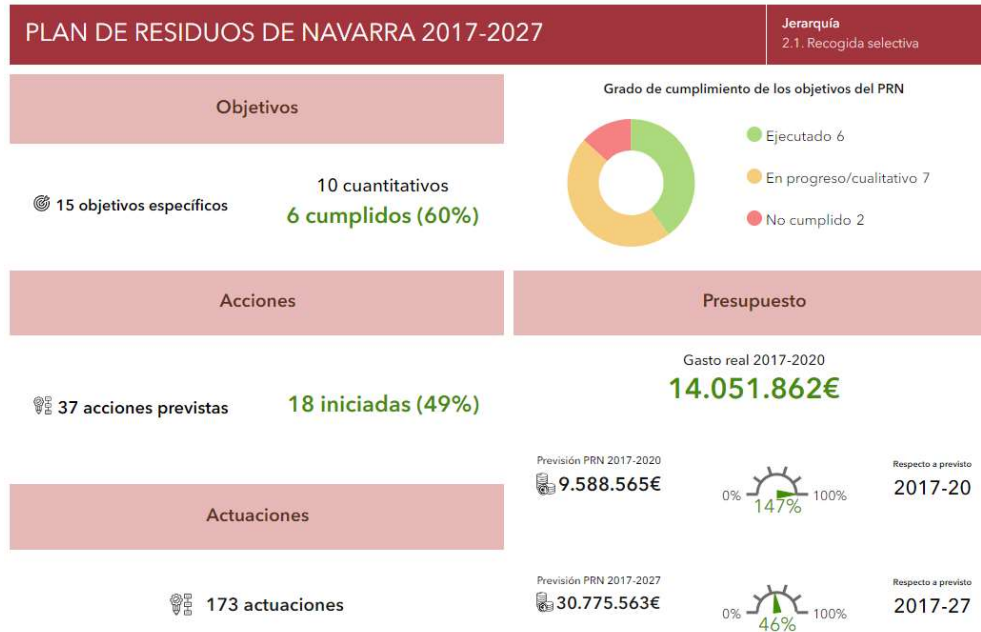 PLAN DE RESIDUOS DE NAVARRA 2017-2027
Jerarquía
2.1. Recogida selectiva
Objetivos
15 objetivos específicos
10 cuantitativos
6 cumplidos (60%)
Grado de cumplimiento de los objetivos del PRN
Ejecutado 6
En progreso/cualitativo 7
No cumplido 2
Acciones
37 acciones previstas
18 iniciadas (49%)
Presupuesto
Gasto real 2017-2020
14.051.862€
Previsión PRN 2017-2020
9.588.565€
0%
100%
147%
Respecto a previsto
2017-20
Actuaciones
173 actuaciones
Previsión PRN 2017-2027
30.775.563€
0%
100%
46%
Respecto a previsto
2017-27